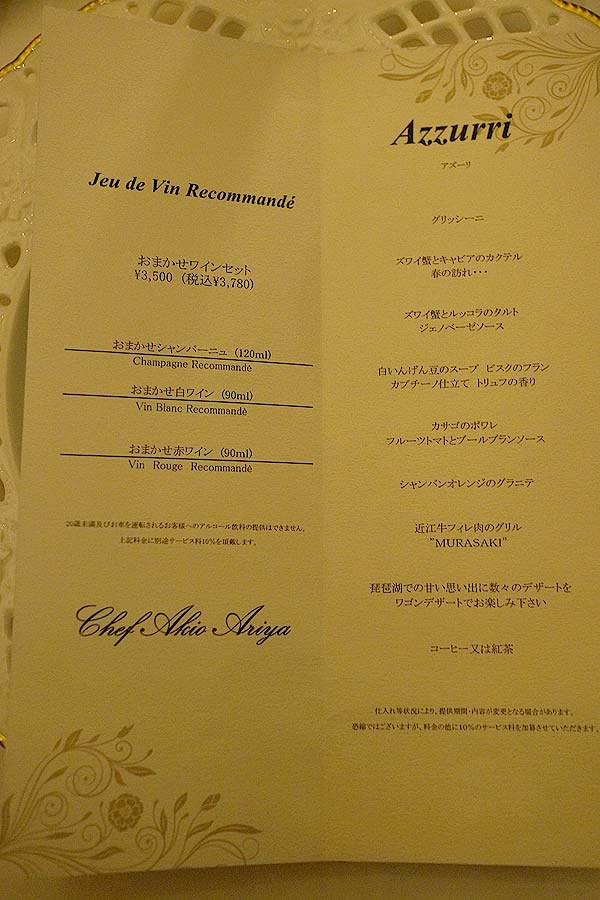 Jeu de Vin Recommandé
おまかせワインセット
¥3,500 (税込¥3,780)
おまかせシャンパーニュ (120ml)
Champagne Recommandé
おまかせ白ワイン (90ml)
Vin Blanc Recommandé
おまかせ赤ワイン (90ml)
Vin Rouge Recommandé
20歳未満及びお車を運転されるお客様へのアルコール飲料の提供はできません。
上記料金に別途サービス料10%を頂戴します。
Chef Akio Ariya
Azzurri
アズーリ
グリッシーニ
ズワイ蟹とキャビアのカクテル
春の訪れ・・・
ズワイ蟹とルッコラのタルト
ジェノベーゼソース
白いんげん豆のスープ ビスクのフラン
カプチーノ仕立て トリュフの香り
カサゴのポワレ
フルーツトマトとブールブランソース
シャンパンオレンジのグラニテ
近江牛フィレ肉のグリル
"MURASAKI"
琵琶湖での甘い思い出に数々のデザートを
ワゴンデザートでお楽しみ下さい
コーヒー又は紅茶
仕入れ等状況により、提供期間・内容が変更となる場合があります。
恐縮ではございますが、料金の他に10%のサービス料を加算させていただきます。